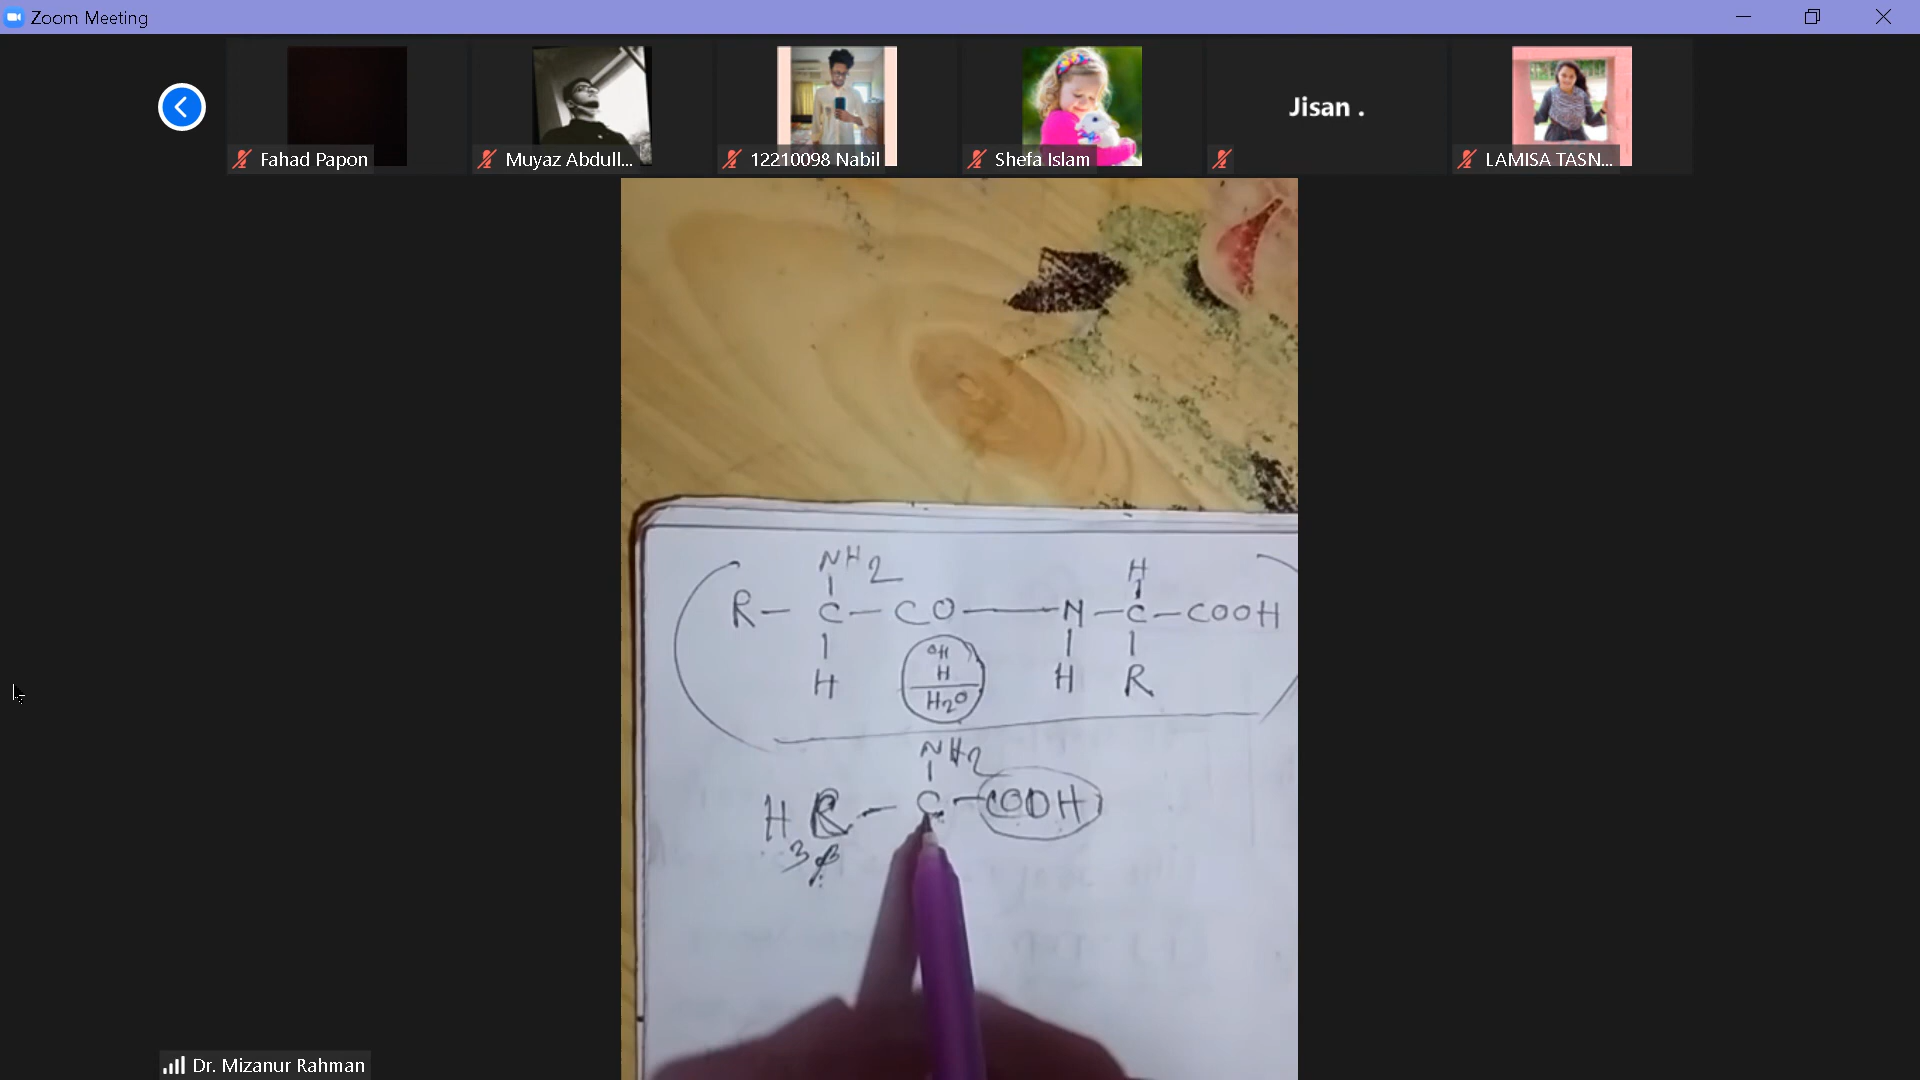 Zoom Meeting
Fahad Papon
Muyaz Abdull...
12210098 Nabil
Shefa Islam
Jisan .
LAMISA TASN...
NH2 H
R- C - CO - N - C - COOH
H H R
OH
H
H2O
NH2
H3C - C - COOH
Dr. Mizanur Rahman